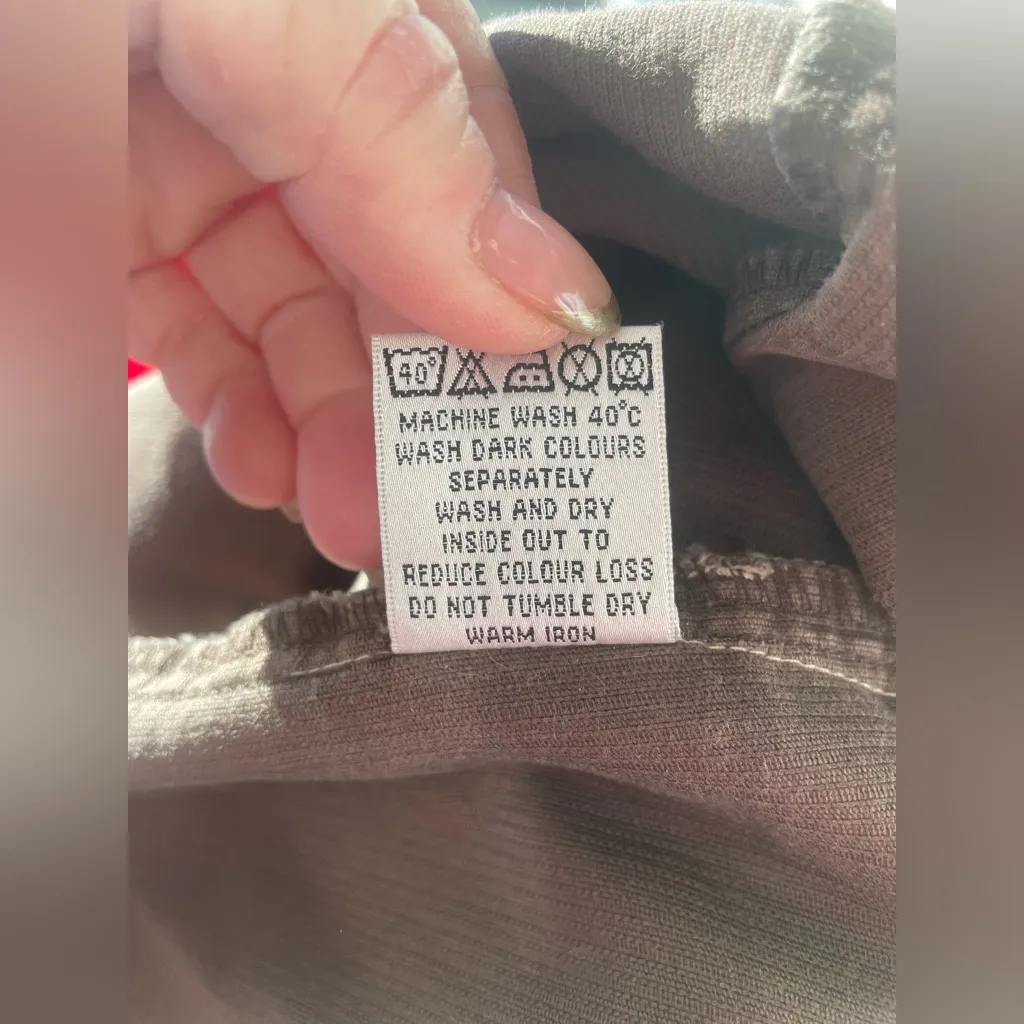 40°
MACHINE WASH 40°C
WASH DARK COLOURS
SEPARATELY
WASH AND DRY
INSIDE OUT TO
REDUCE COLOUR LOSS
DO NOT TUMBLE DRY
WARM IRON